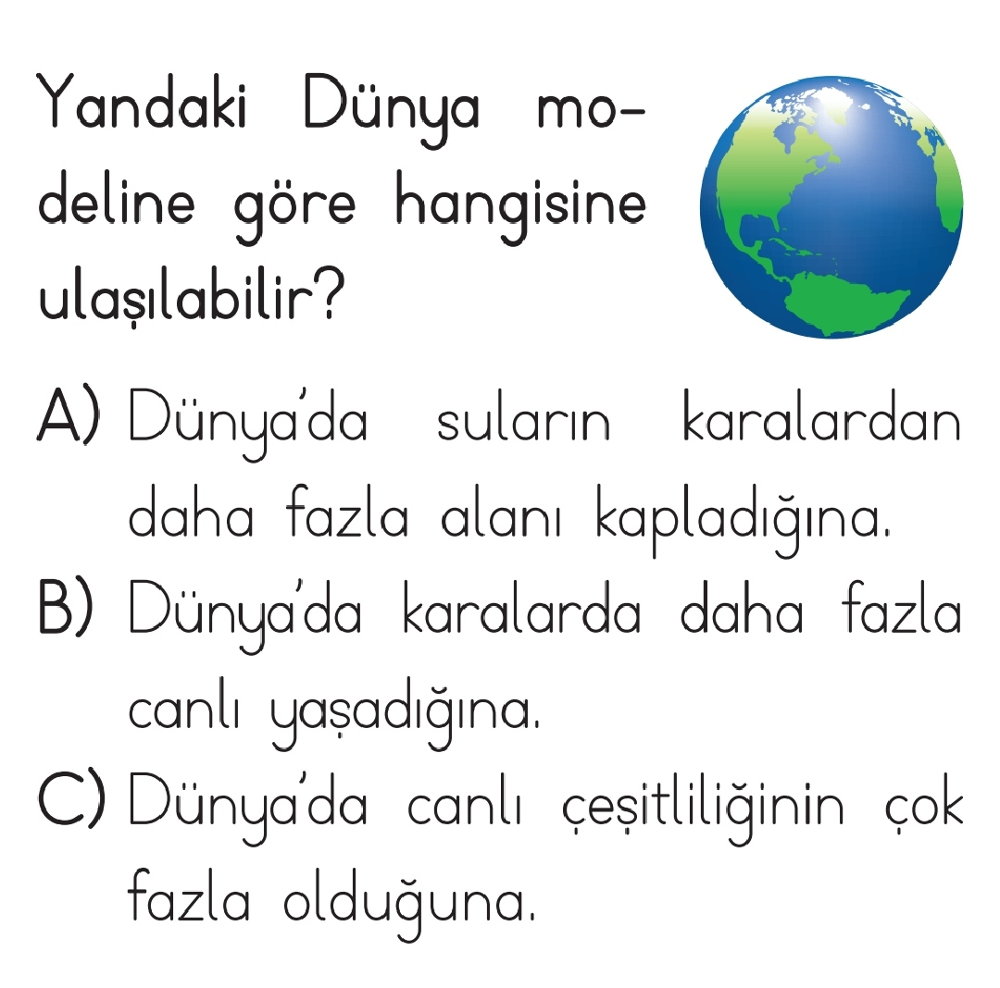 Yandaki Dünya mo-
deline göre hangisine
ulaşılabilir?
A) Dünya'da suların karalardan
daha fazla alanı kapladığına.
B) Dünya'da karalarda daha fazla
canlı yaşadığına.
C) Dünya'da canlı çeşitliliğinin çok
fazla olduğuna.